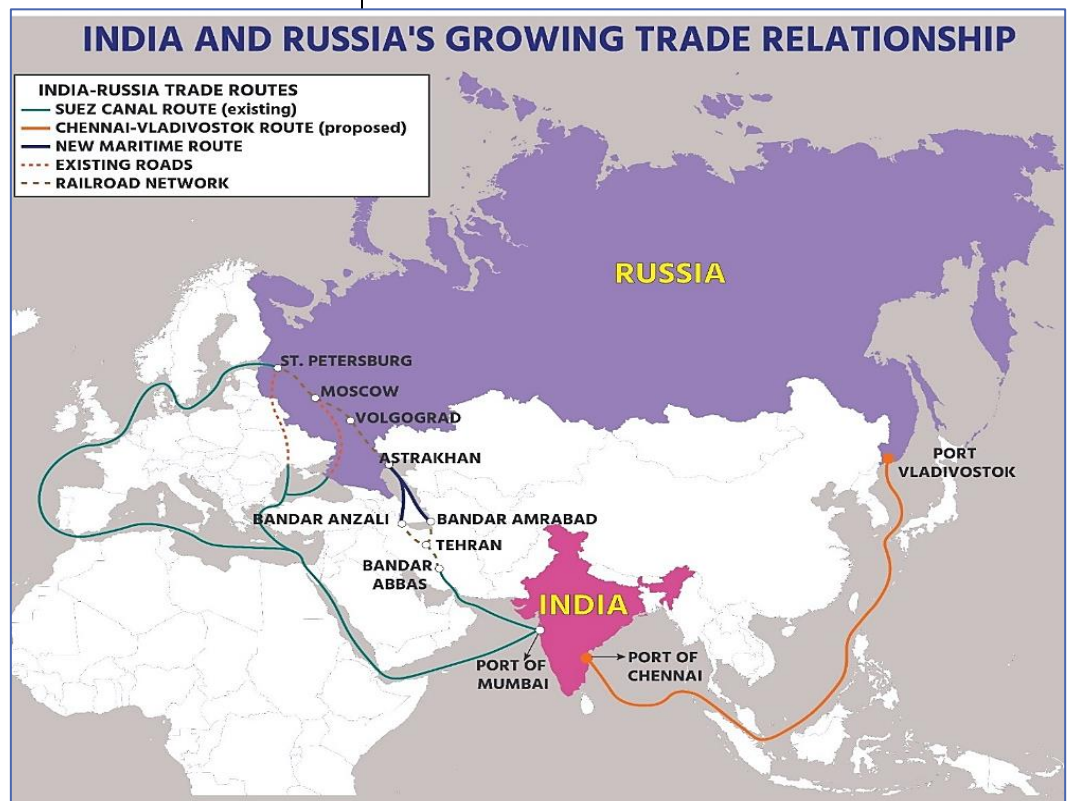 INDIA AND RUSSIA'S GROWING TRADE RELATIONSHIP
INDIA-RUSSIA TRADE ROUTES
SUEZ CANAL ROUTE (existing)
CHENNAI-VLADIVOSTOK ROUTE (proposed)
NEW MARITIME ROUTE
EXISTING ROADS
RAILROAD NETWORK
RUSSIA
ST. PETERSBURG
MOSCOW
VOLGOGRAD
ASTRAKHAN
PORT
VLADIVOSTOK
BANDAR ANZALI
BANDAR AMRABAD
TEHRAN
BANDAR
ABBAS
INDIA
PORT OF
MUMBAI
PORT OF
CHENNAI